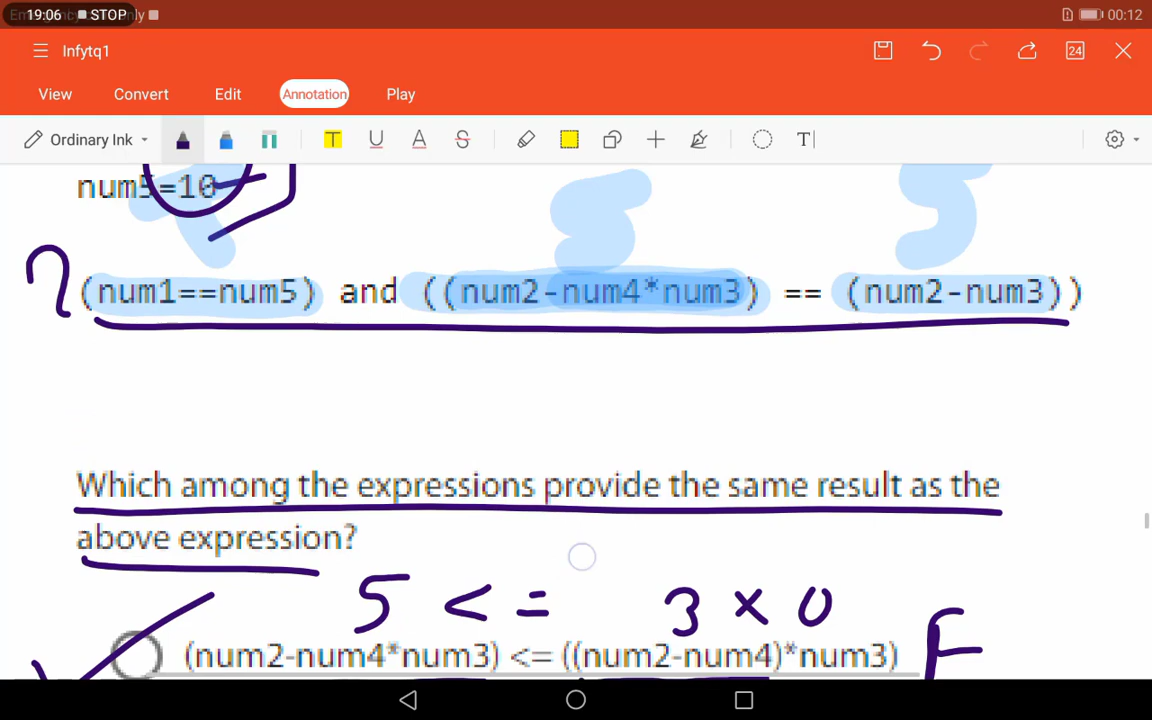 19:06 STOP
00:12
Infytq1
24
View Convert Edit Annotation Play
Ordinary Ink T U A S T
num5=10
5 5
(num1==num5) and ((num2-num4*num3) == (num2-num3))
Which among the expressions provide the same result as the
above expression?
5 <= 3 × 0
(num2-num4*num3) <= ((num2-num4)*num3) F